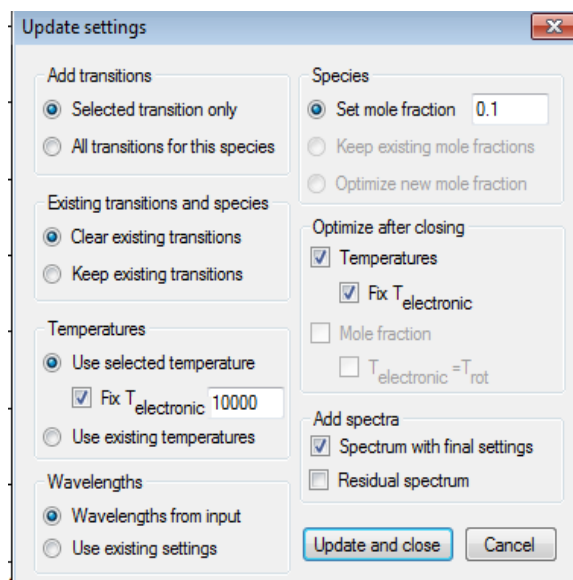 Update settings
Add transitions
Selected transition only
All transitions for this species
Existing transitions and species
Clear existing transitions
Keep existing transitions
Temperatures
Use selected temperature
Fix Telectronic 10000
Use existing temperatures
Wavelengths
Wavelengths from input
Use existing settings
Species
Set mole fraction 0.1
Keep existing mole fractions
Optimize new mole fraction
Optimize after closing
Temperatures
Fix Telectronic
Mole fraction
Telectronic =Trot
Add spectra
Spectrum with final settings
Residual spectrum
Update and close Cancel